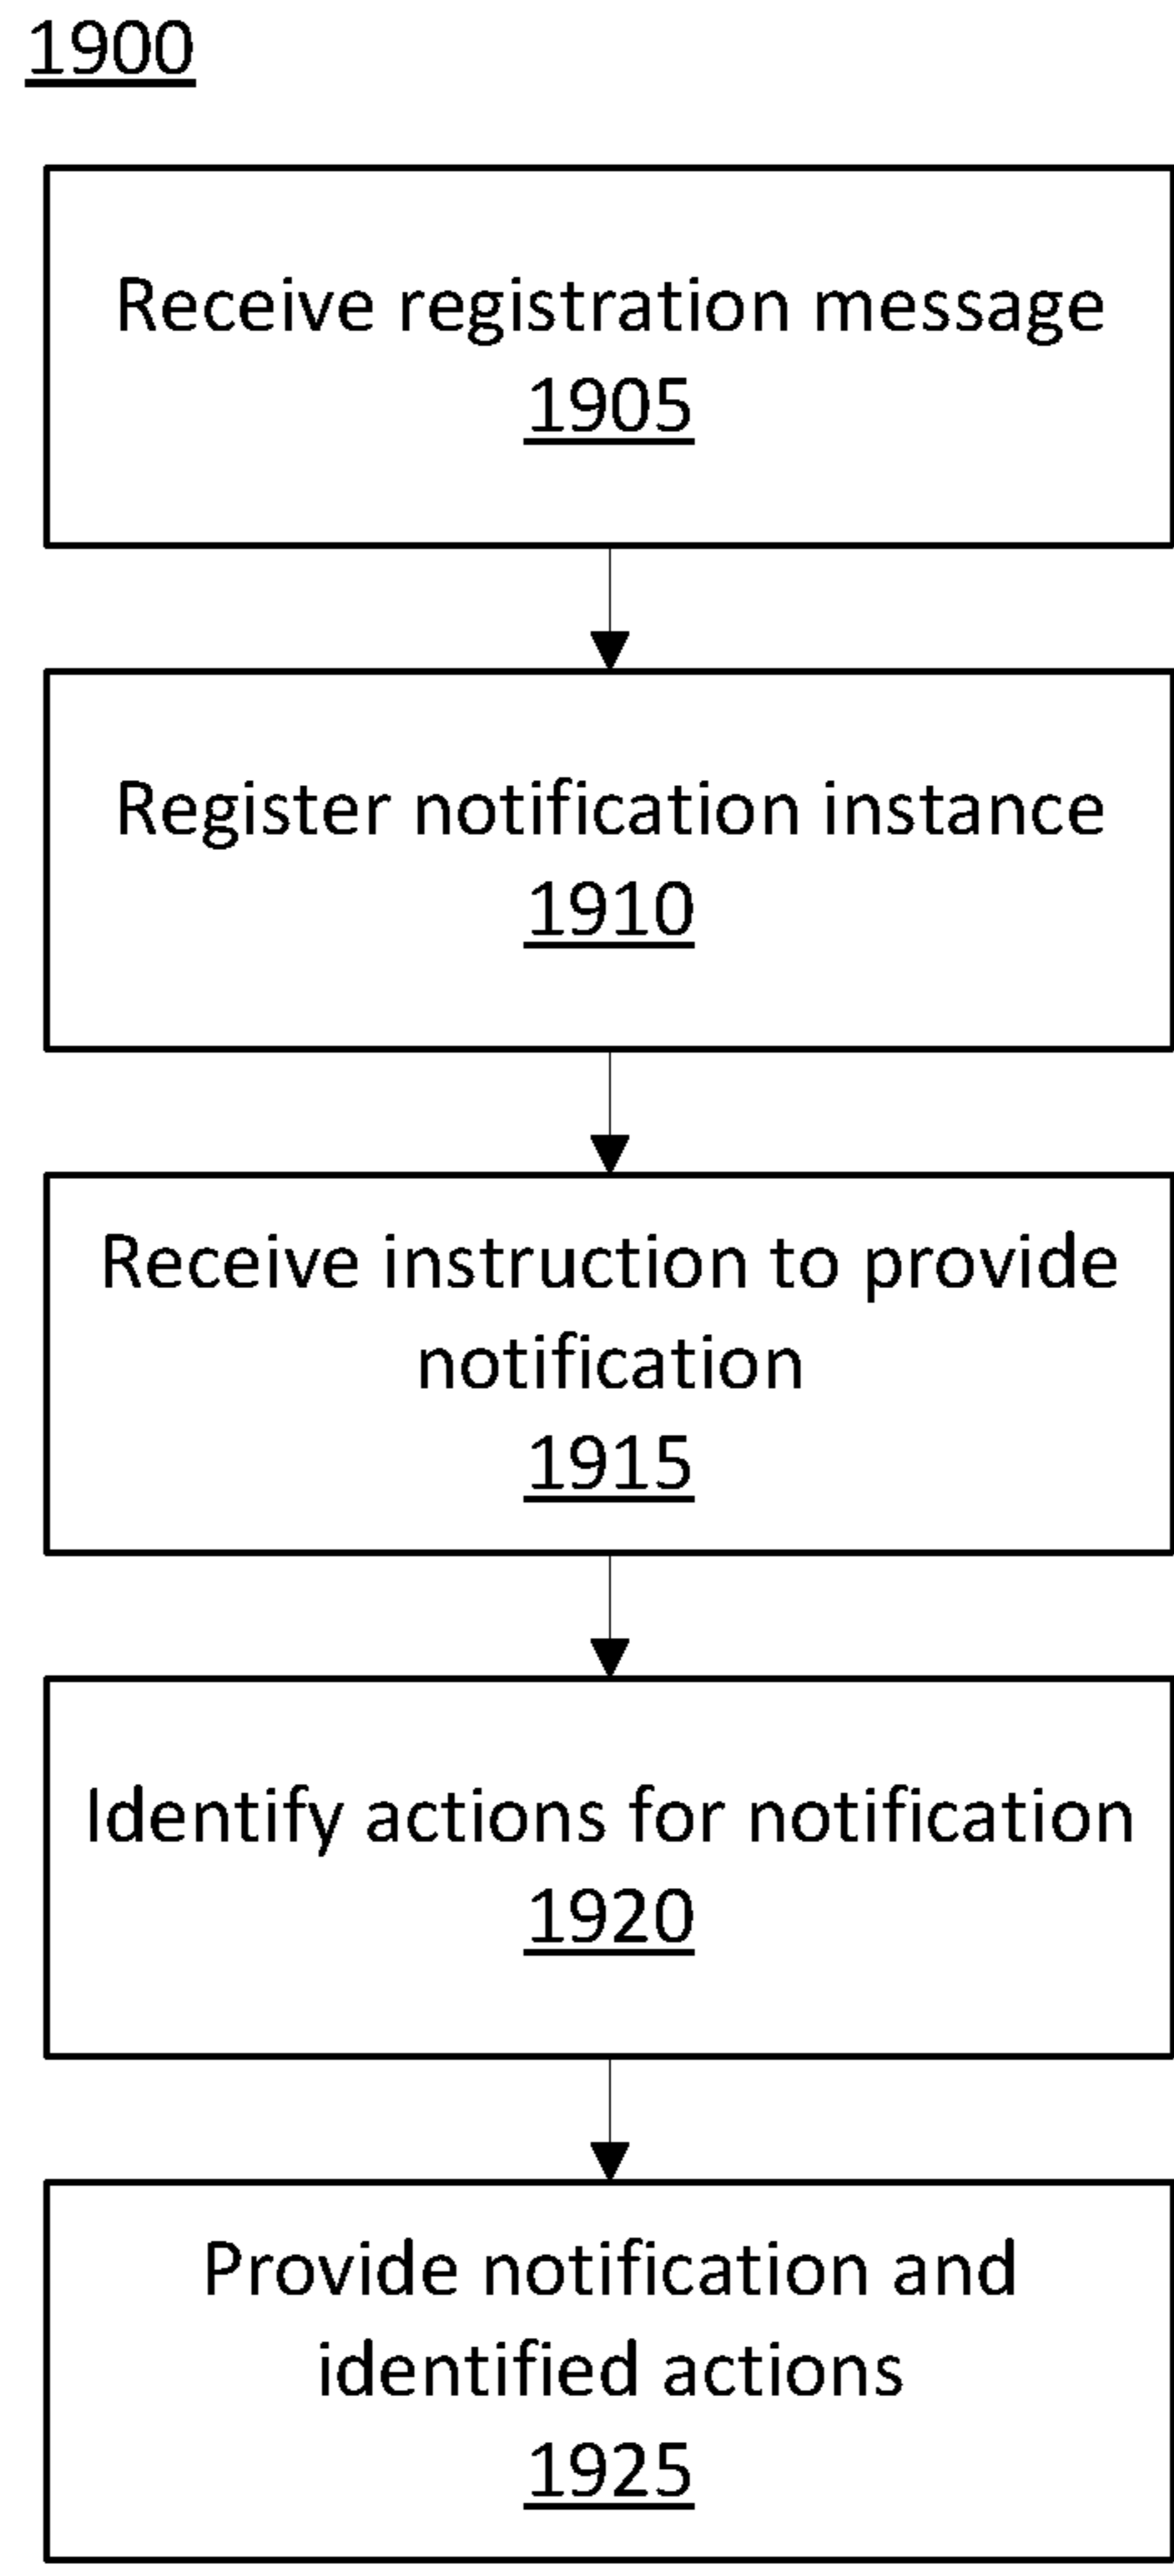 1900
Receive registration message
1905
Register notification instance
1910
Receive instruction to provide
notification
1915
Identify actions for notification
1920
Provide notification and
identified actions
1925